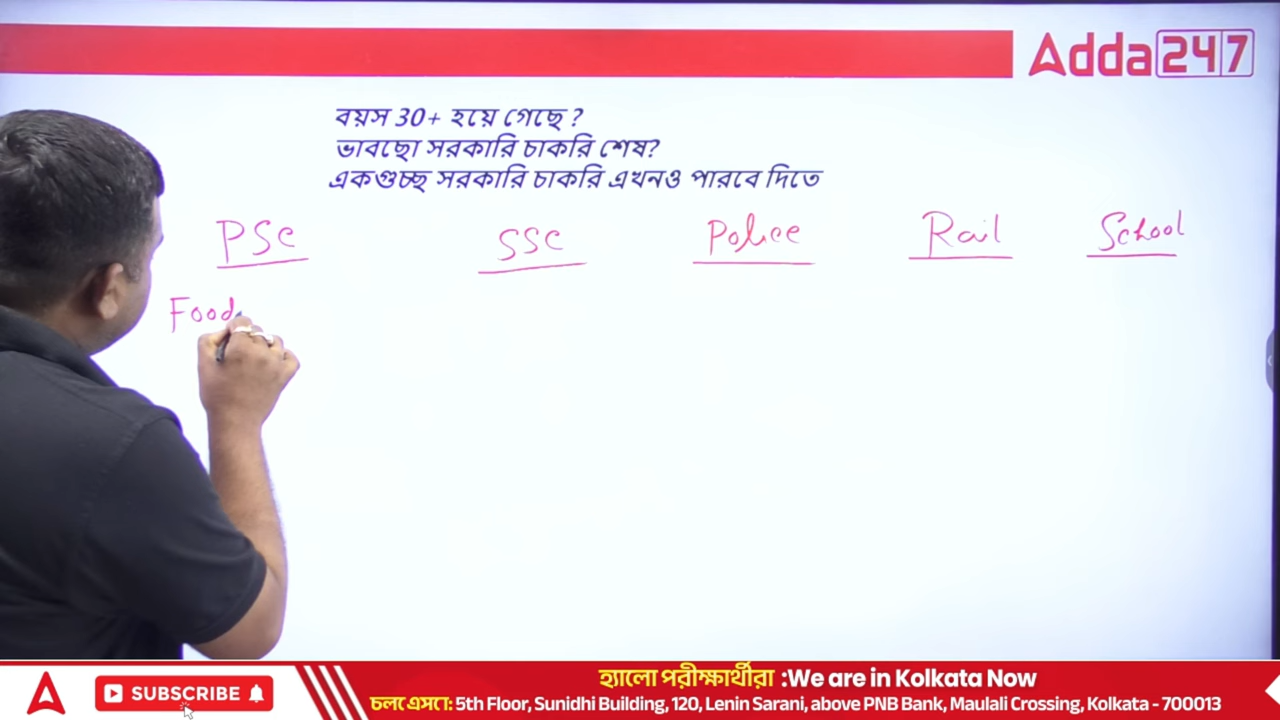 Adda 247
বয়স 30+ হয়ে গেছে ?
ভাবছো সরকারি চাকরি শেষ?
একগুচ্ছ সরকারি চাকরি এখনও পারবে দিতে
PSC SSC Police Rail School
Food
SUBSCRIBE
হ্যালো পরীক্ষার্থীরা :We are in Kolkata Now
চলে এসো: 5th Floor, Sunidhi Building, 120, Lenin Sarani, above PNB Bank, Maulali Crossing, Kolkata - 700013